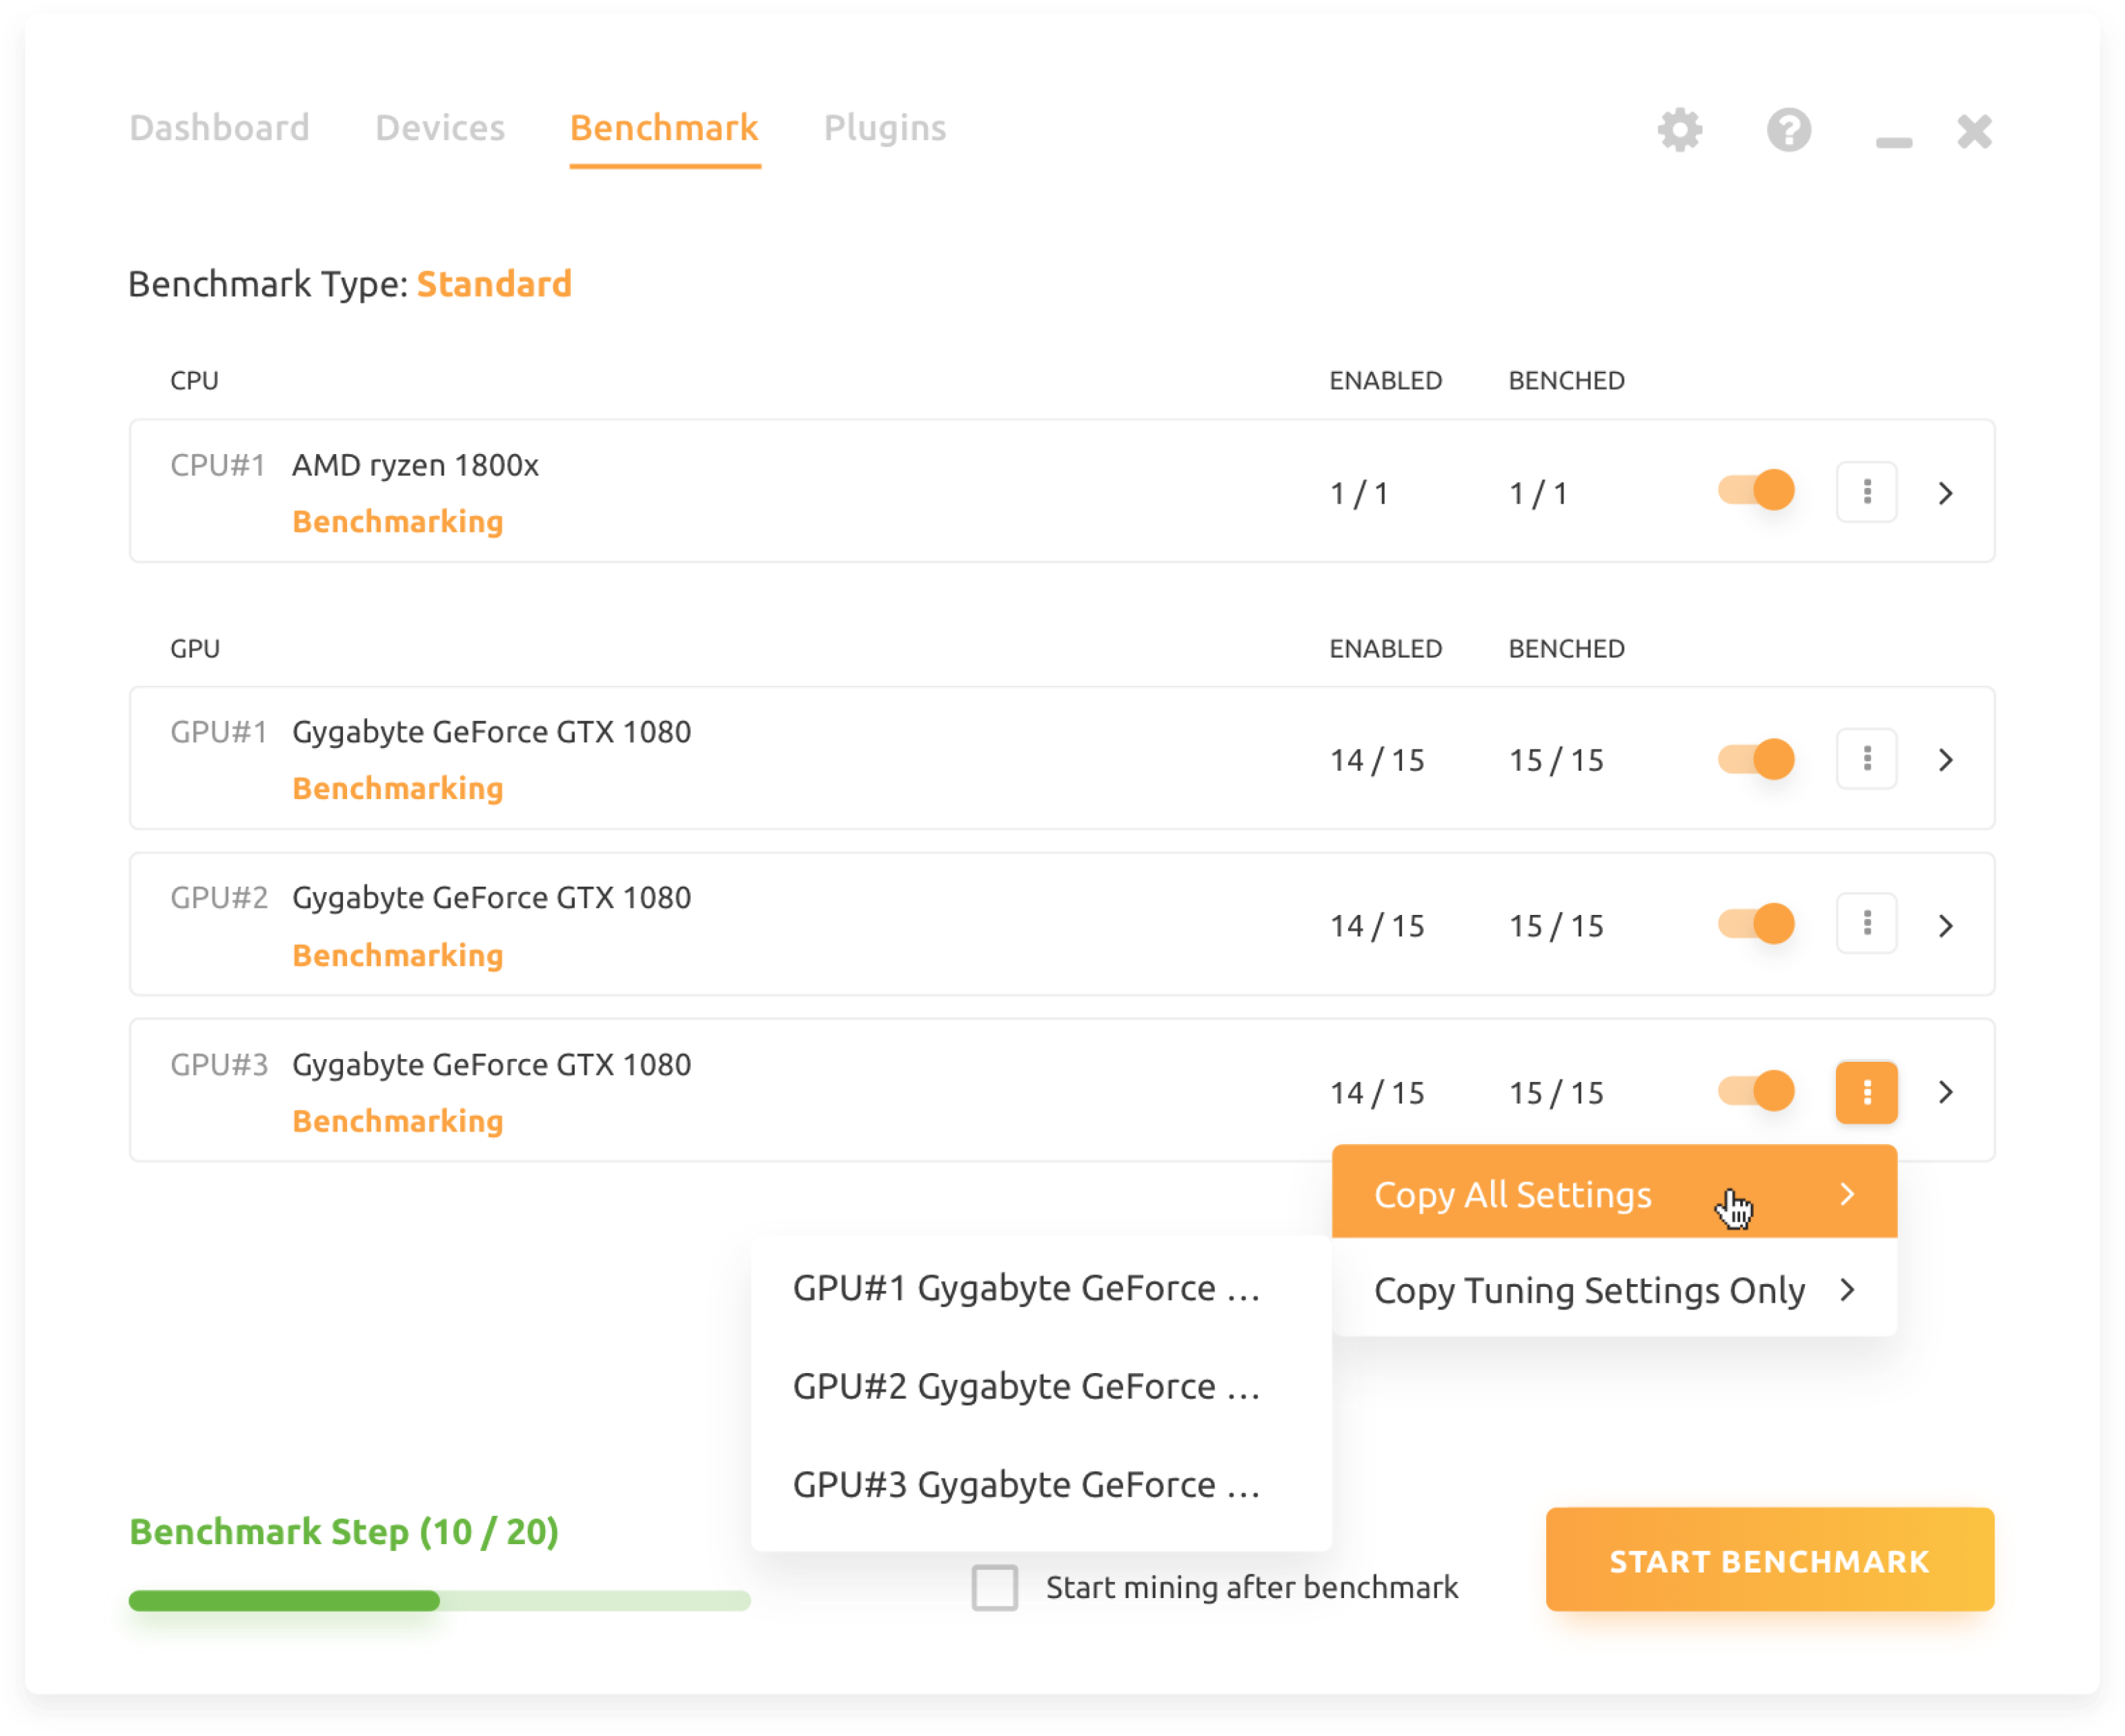 Dashboard Devices Benchmark Plugins
Benchmark Type: Standard
CPU ENABLED BENCHED
CPU#1 AMD ryzen 1800x
Benchmarking
1 / 1 1 / 1
GPU ENABLED BENCHED
GPU#1 Gygabyte GeForce GTX 1080
Benchmarking
14 / 15 15 / 15
GPU#2 Gygabyte GeForce GTX 1080
Benchmarking
14 / 15 15 / 15
GPU#3 Gygabyte GeForce GTX 1080
Benchmarking
14 / 15 15 / 15
Copy All Settings
Copy Tuning Settings Only
GPU#1 Gygabyte GeForce ...
GPU#2 Gygabyte GeForce ...
GPU#3 Gygabyte GeForce ...
Benchmark Step (10 / 20)
Start mining after benchmark
START BENCHMARK